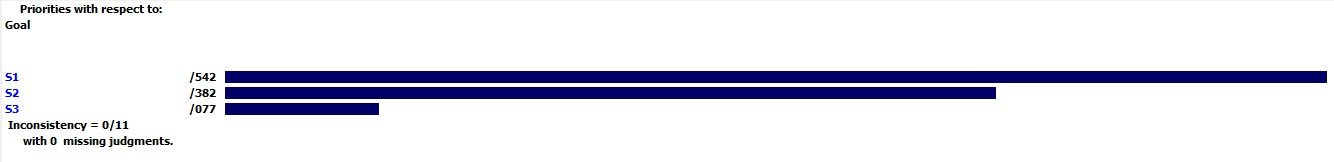 Priorities with respect to:
Goal
S1 /542
S2 /382
S3 /077
Inconsistency = 0/11
with 0 missing judgments.